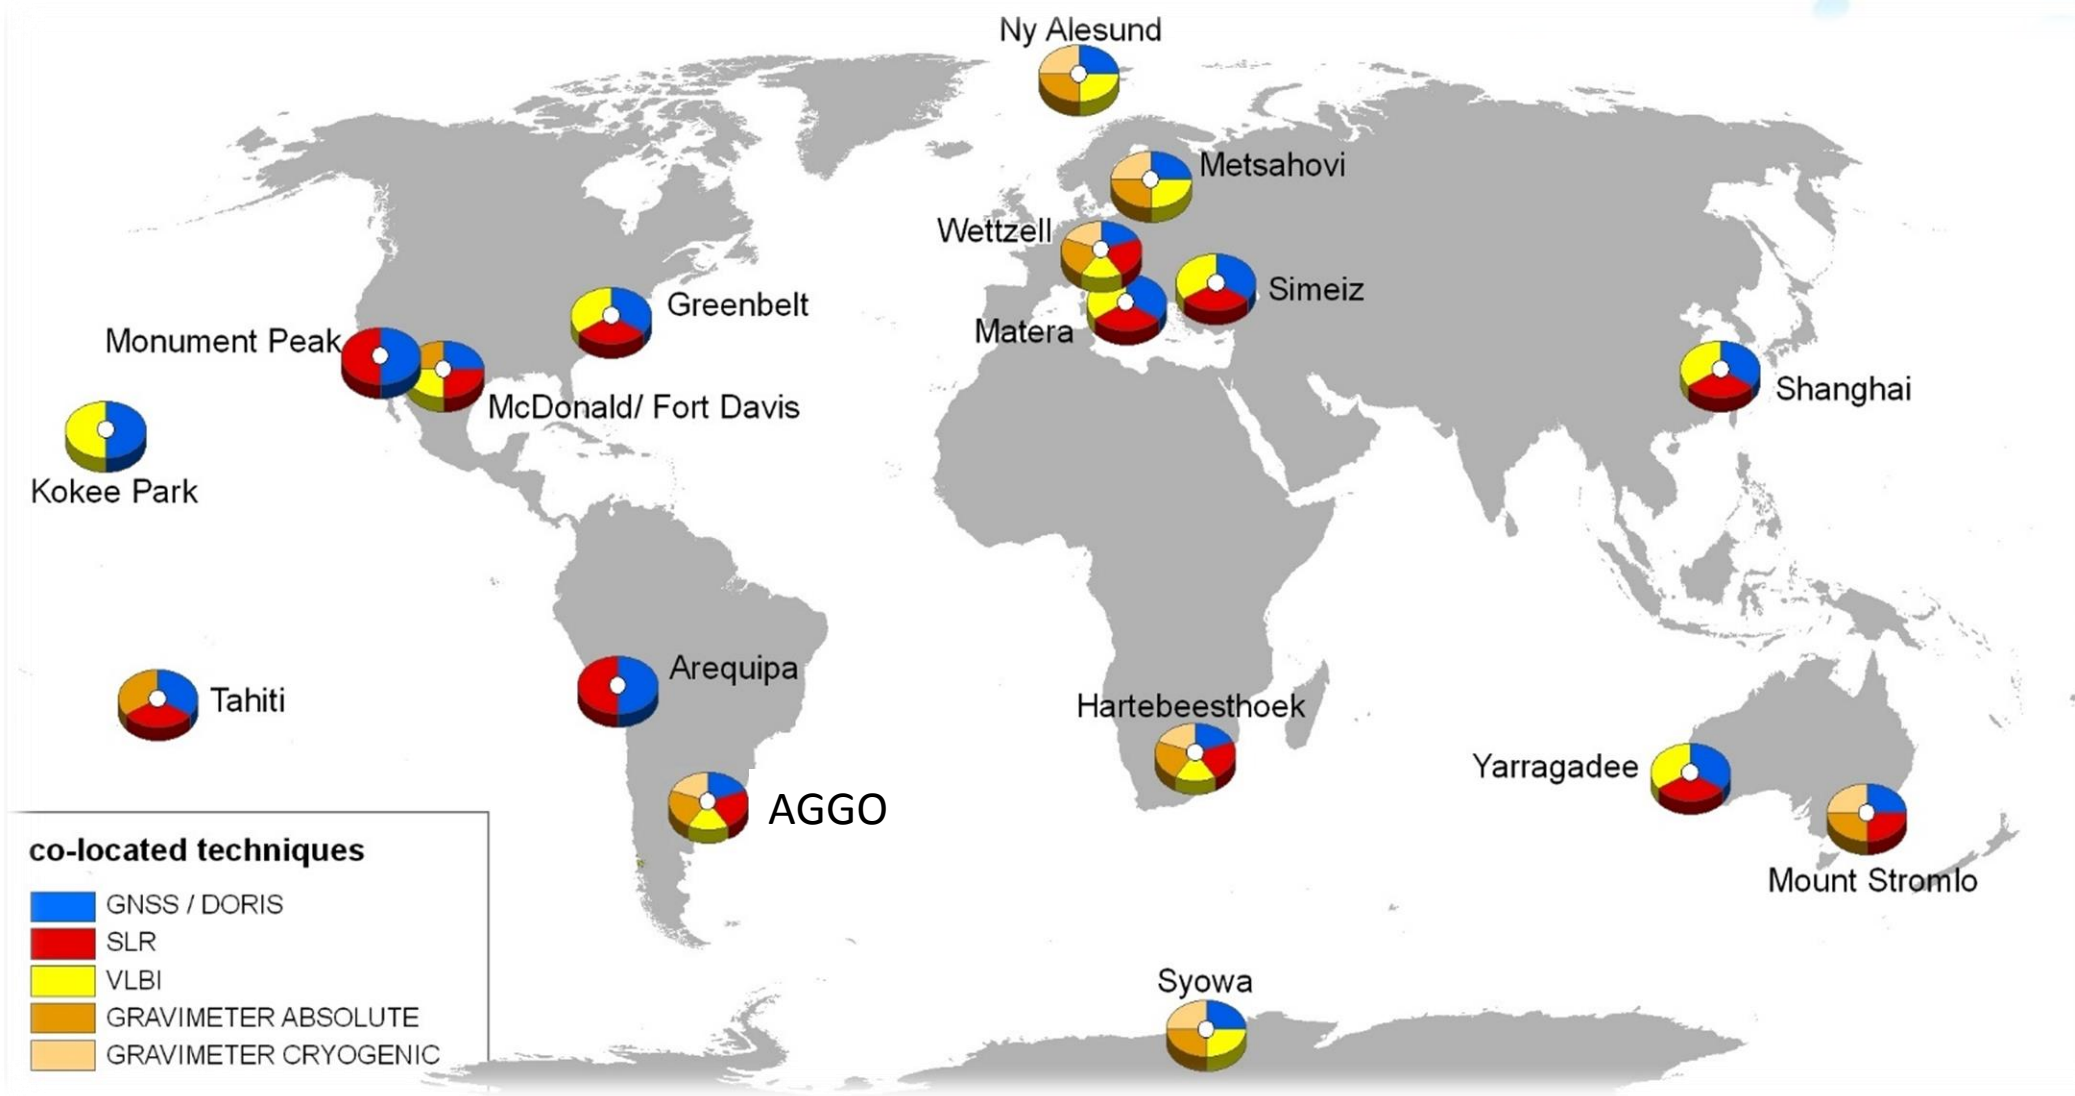 Ny Alesund
Metsahovi
Wettzell
Simeiz
Greenbelt
Matera
Monument Peak
Shanghai
McDonald/ Fort Davis
Kokee Park
Arequipa
Tahiti
Hartebeesthoek
Yarragadee
AGGO
Mount Stromlo
Syowa
co-located techniques
GNSS / DORIS
SLR
VLBI
GRAVIMETER ABSOLUTE
GRAVIMETER CRYOGENIC